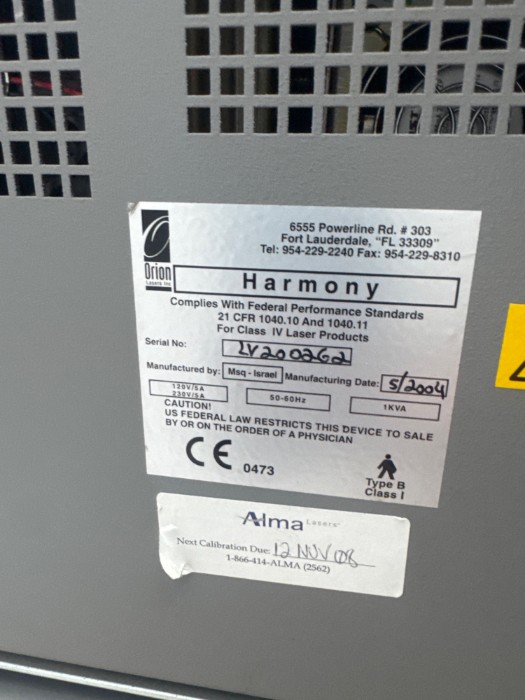 6555 Powerline Rd. # 303
Fort Lauderdale, "FL 33309"
Tel: 954-229-2240 Fax: 954-229-8310
Orion
Lasers Inc.
Harmony
Complies With Federal Performance Standards
21 CFR 1040.10 And 1040.11
For Class IV Laser Products
Serial No: LV200262
Manufactured by: Msq - Israel Manufacturing Date: 5/2004
120V/5A
230V/5A
50-60Hz
1KVA
CAUTION!
US FEDERAL LAW RESTRICTS THIS DEVICE TO SALE
BY OR ON THE ORDER OF A PHYSICIAN
CE 0473
Type B
Class I
Alma Lasers
Next Calibration Due: 12 NOV 08
1-866-414-ALMA (2562)